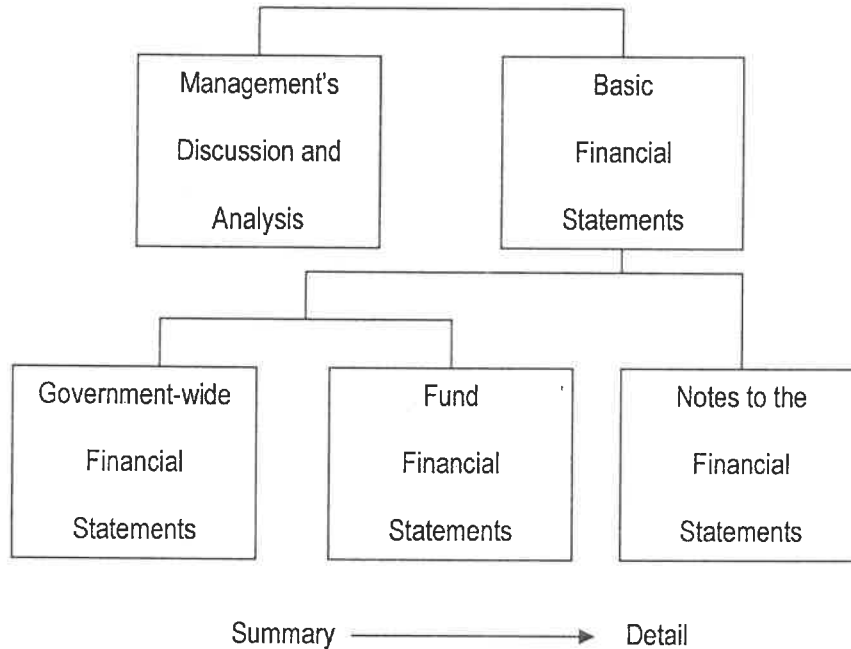 Management's
Discussion and
Analysis
Basic
Financial
Statements
Government-wide
Financial
Statements
Fund
Financial
Statements
Notes to the
Financial
Statements
Summary
Detail